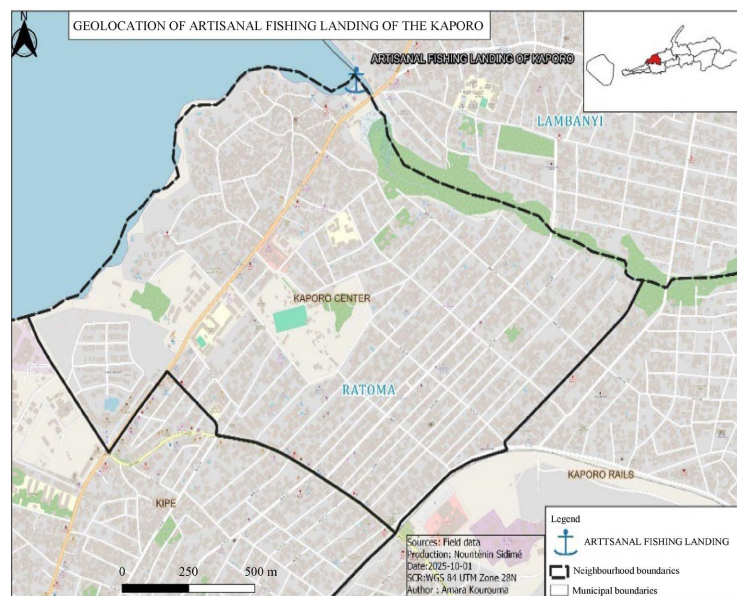 GEOLOCATION OF ARTISANAL FISHING LANDING OF THE KAPORO
N
ARTISANAL FISHING LANDING OF KAPORO
LAMBANYI
KAPORO CENTER
RATOMA
KAPORO RAILS
KIPE
0 250 500 m
Sources: Field data
Production: Nounténin Sidimé
Date:2025-10-01
SCR:WGS 84 UTM Zone 28N
Author : Amara Kourouma
Legend
ARTTSANAL FISHING LANDING
Neighbourhood boundaries
Municipal boundaries